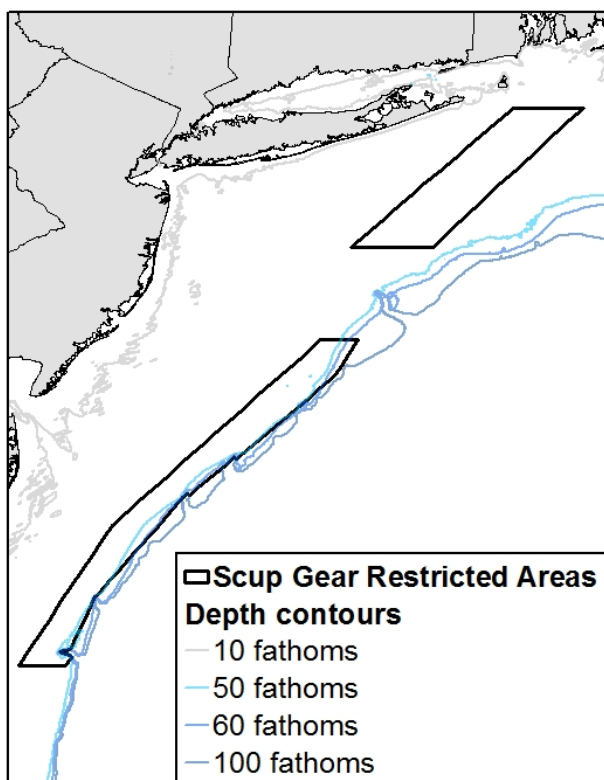 Scup Gear Restricted Areas
Depth contours
10 fathoms
50 fathoms
60 fathoms
100 fathoms